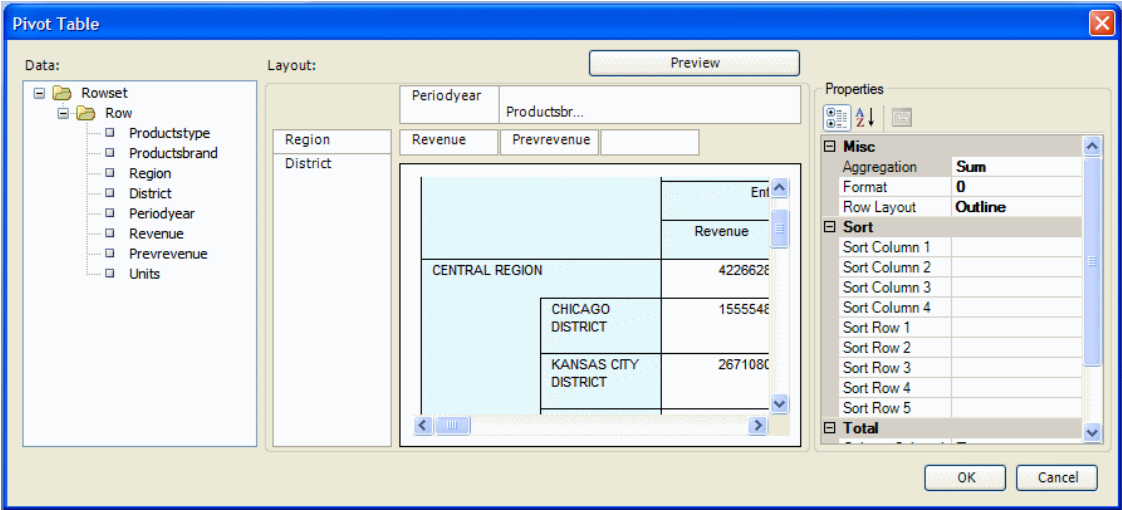 Pivot Table
Data:
Layout:
Preview
Rowset
Row
Productstype
Productsbrand
Region
District
Periodyear
Revenue
Prevrevenue
Units
Periodyear
Productsbr...
Region
District
Revenue
Prevrevenue
Ent
Revenue
CENTRAL REGION 4226628
CHICAGO
DISTRICT
1555548
KANSAS CITY
DISTRICT
2671080
Properties
A
Z
Misc
Aggregation Sum
Format 0
Row Layout Outline
Sort
Sort Column 1
Sort Column 2
Sort Column 3
Sort Column 4
Sort Row 1
Sort Row 2
Sort Row 3
Sort Row 4
Sort Row 5
Total
OK
Cancel